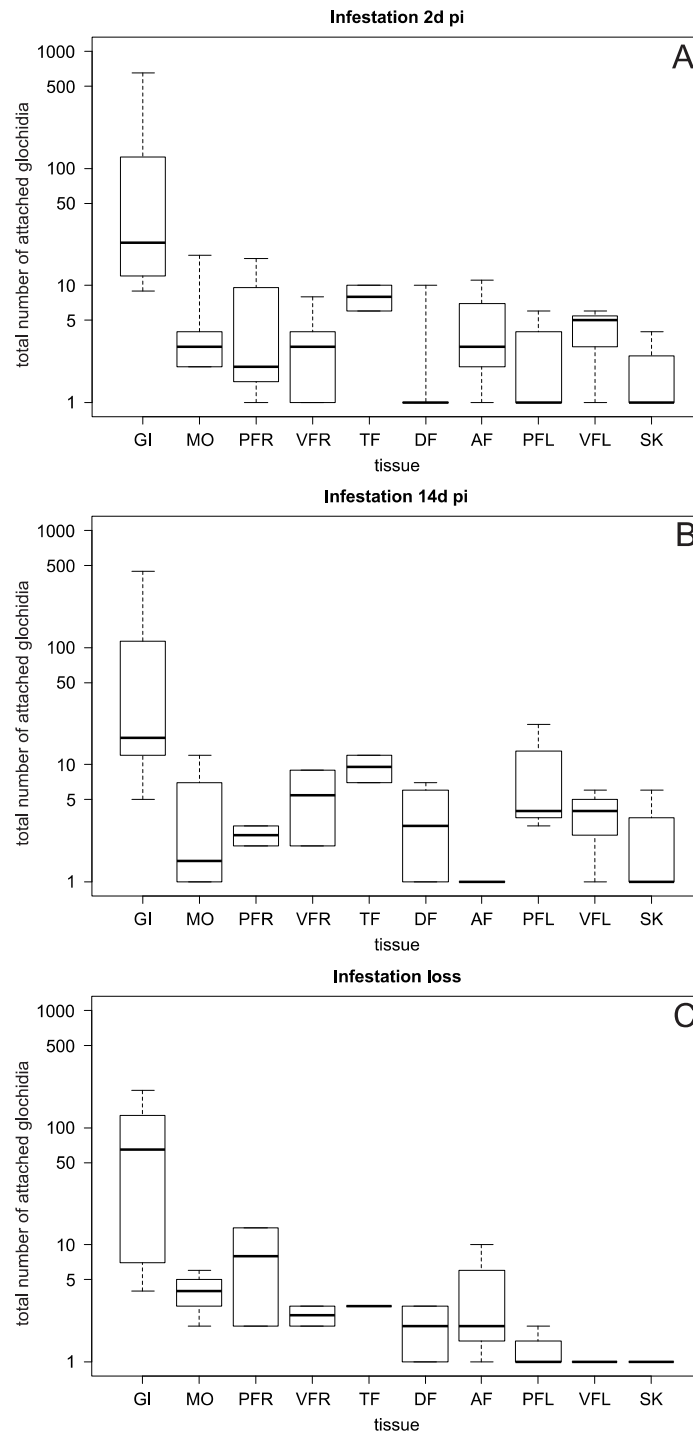 Infestation 2d pi
A
1000
500
100
50
10
5
1
total number of attached glochidia
GI MO PFR VFR TF DF AF PFL VFL SK
tissue
Infestation 14d pi
B
1000
500
100
50
10
5
1
total number of attached glochidia
GI MO PFR VFR TF DF AF PFL VFL SK
tissue
Infestation loss
C
1000
500
100
50
10
5
1
total number of attached glochidia
GI MO PFR VFR TF DF AF PFL VFL SK
tissue